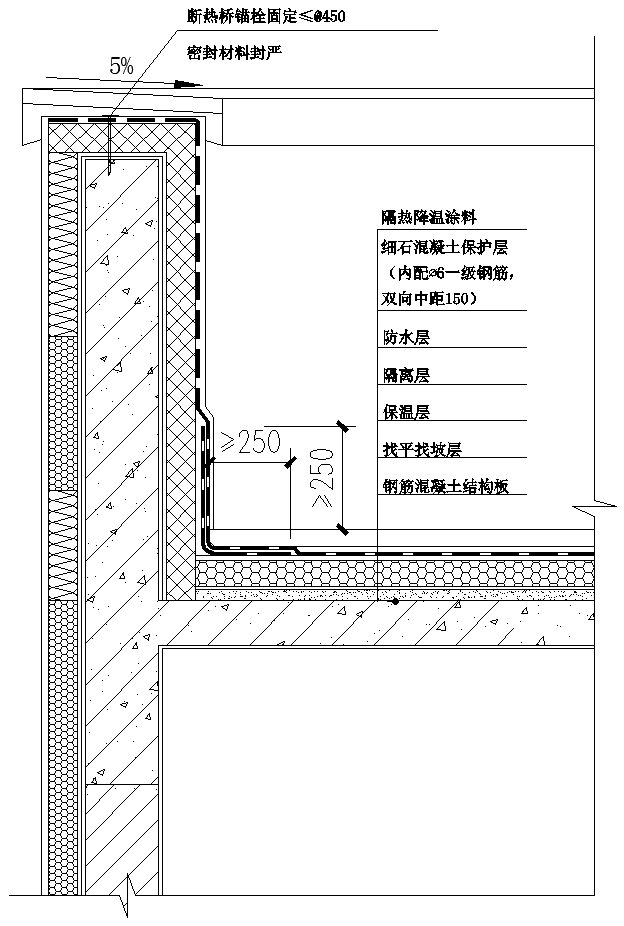 断热桥锚栓固定≤@450
密封材料封严
5%
隔热降温涂料
细石混凝土保护层
（内配⌀6一级钢筋，
双向中距150）
防水层
隔离层
保温层
找平找坡层
钢筋混凝土结构板
≥250
≥250